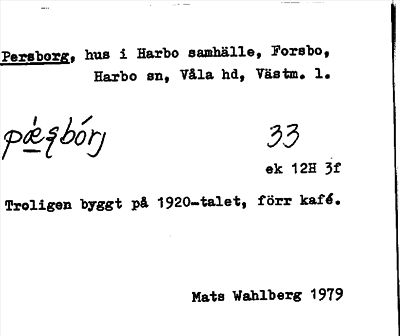 Persborg, hus i Harbo samhälle, Forsbo,
Harbo sn, Våla hd, Västm. l.
33
ek 12H 3f
Troligen byggt på 1920-talet, förr kafé.
Mats Wahlberg 1979